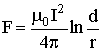 F = μ₀I²/4π ln d/r